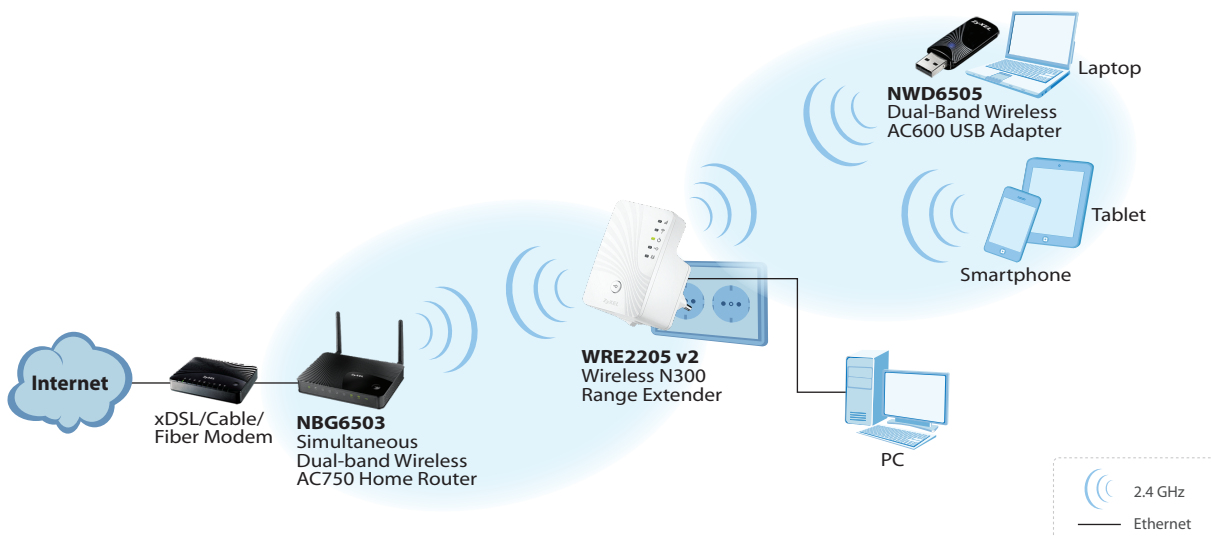 Internet
xDSL/Cable/
Fiber Modem
NBG6503
Simultaneous
Dual-band Wireless
AC750 Home Router
WRE2205 v2
Wireless N300
Range Extender
ZyXEL
NWD6505
Dual-Band Wireless
AC600 USB Adapter
Laptop
Tablet
Smartphone
PC
2.4 GHz
Ethernet